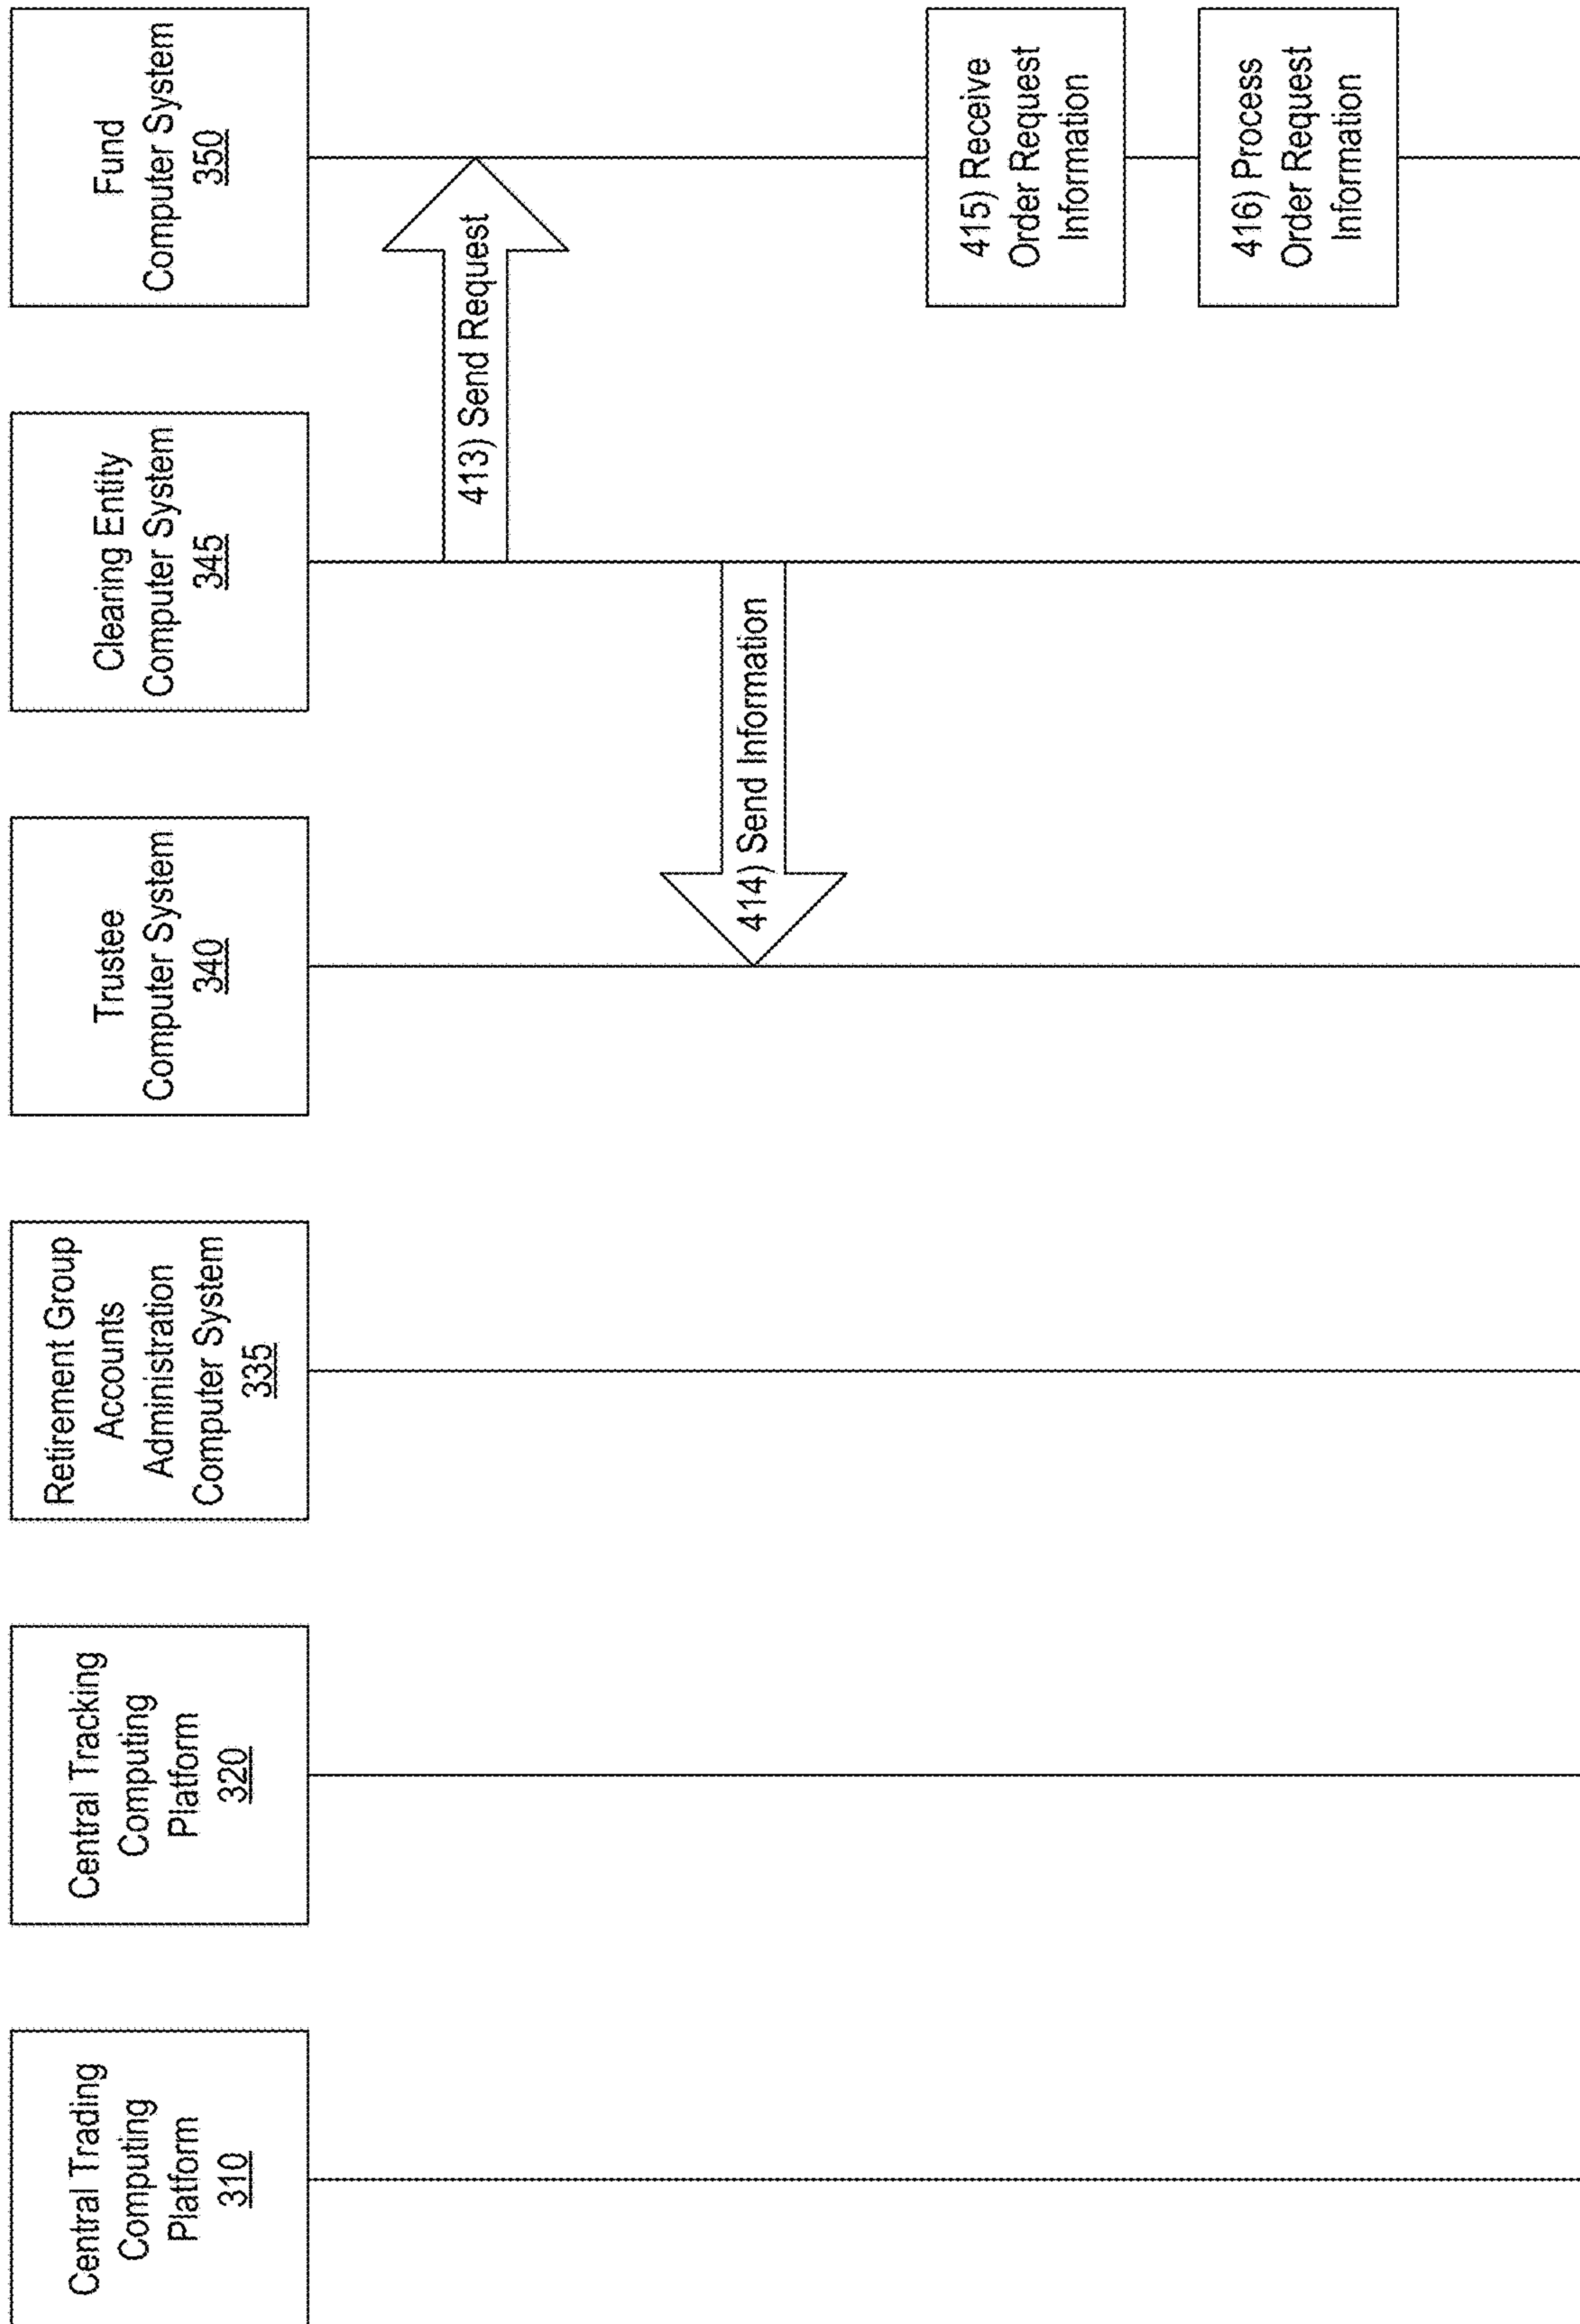 Central Trading
Computing
Platform
310
Central Tracking
Computing
Platform
320
Retirement Group
Accounts
Administration
Computer System
335
Trustee
Computer System
340
Clearing Entity
Computer System
345
Fund
Computer System
350
413) Send Request
414) Send Information
415) Receive
Order Request
Information
416) Process
Order Request
Information